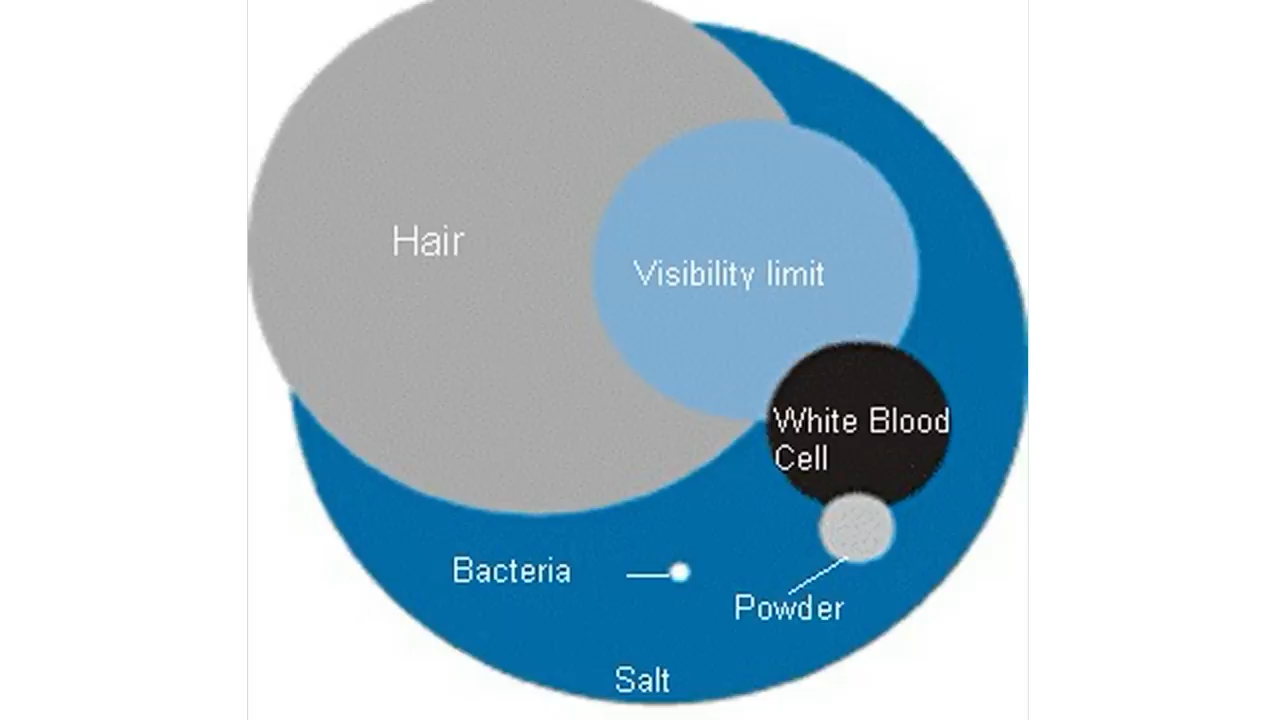 Hair
Visibility limit
White Blood
Cell
Bacteria
Powder
Salt